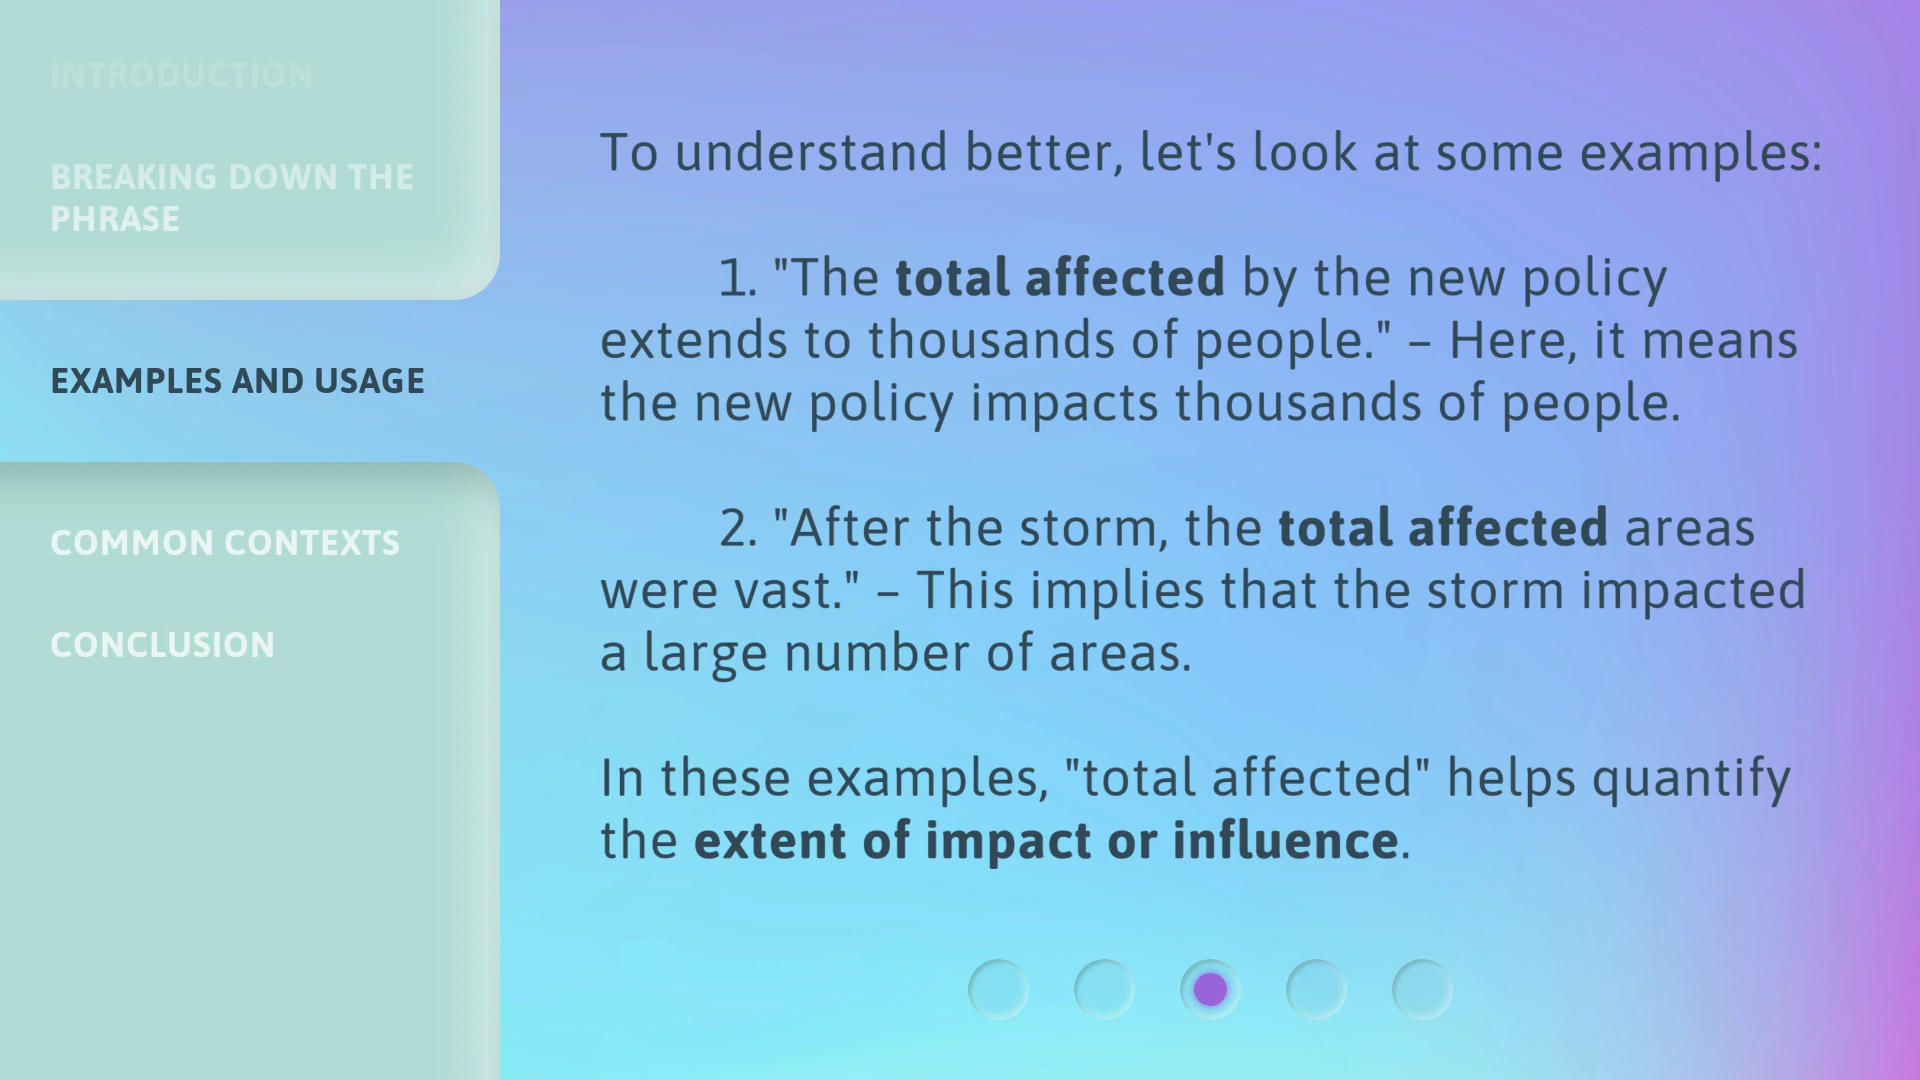 INTRODUCTION
BREAKING DOWN THE
PHRASE
EXAMPLES AND USAGE
COMMON CONTEXTS
CONCLUSION
To understand better, let's look at some examples:
1. "The total affected by the new policy
extends to thousands of people." – Here, it means
the new policy impacts thousands of people.
2. "After the storm, the total affected areas
were vast." – This implies that the storm impacted
a large number of areas.
In these examples, "total affected" helps quantify
the extent of impact or influence.